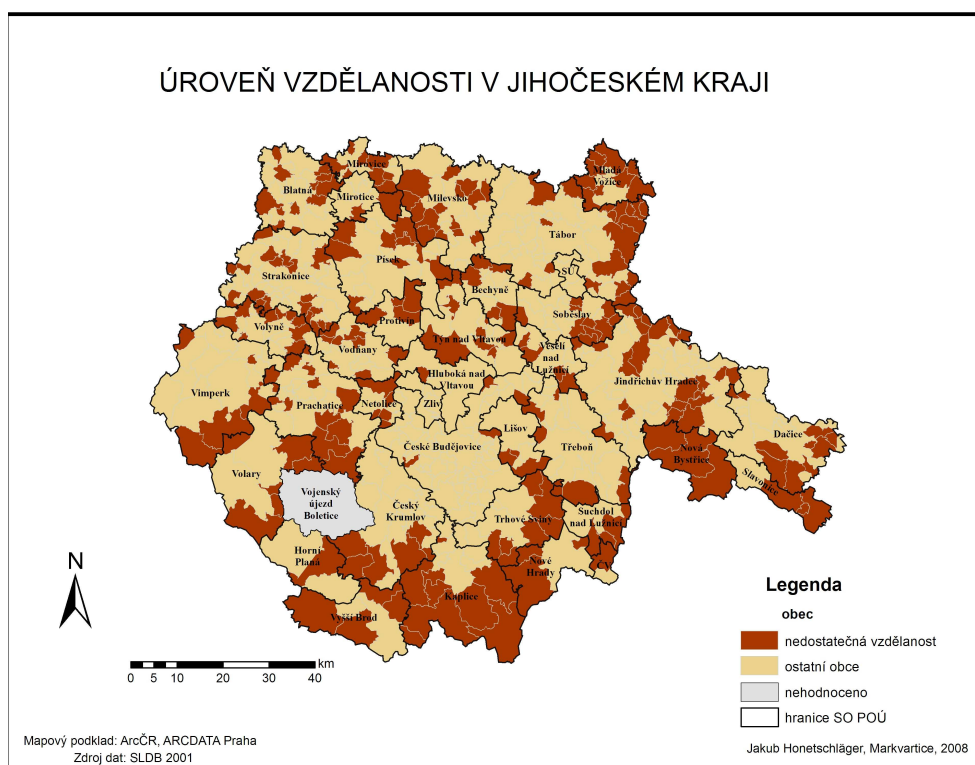 ÚROVEŇ VZDĚLANOSTI V JIHOČESKÉM KRAJI
Mirovice
Mladá
Vožice
Blatná
Mirotice
Milevsko
Tábor
Písek
SÚ
Strakonice
Bechyně
Soběslav
Protivín
Volyně
Týn nad Vltavou
Vodňany
Veselí
nad
Lužnicí
Hluboká nad
Vltavou
Jindřichův Hradec
Vimperk
Prachatice
Netolice
Zliv
Lišov
Dačice
České Budějovice
Třeboň
Nová
Bystřice
Volary
Slavonice
Vojenský
újezd
Boletice
Český
Krumlov
Trhové Sviny
Suchdol
nad Lužnicí
Horní
Planá
Nové
Hrady
ČV
Kaplice
Vyšší Brod
N
km
0 5 10 20 30 40
Legenda
obec
nedostatečná vzdělanost
ostatní obce
nehodnoceno
hranice SO POÚ
Mapový podklad: ArcČR, ARCDATA Praha
Zdroj dat: SLDB 2001
Jakub Honetschläger, Markvartice, 2008